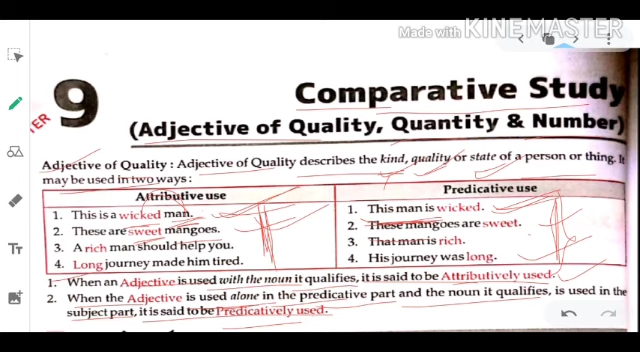 Made with KINEMASTER
TER
9
Comparative Study
(Adjective of Quality, Quantity & Number)
Adjective of Quality : Adjective of Quality describes the kind, quality or state of a person or thing. It
may be used in two ways :
Attributive use
Predicative use
1. This is a wicked man.
1. This man is wicked.
2. These are sweet mangoes.
2. These mangoes are sweet.
3. A rich man should help you.
3. That man is rich.
4. Long journey made him tired.
4. His journey was long.
1. When an Adjective is used with the noun it qualifies, it is said to be Attributively used.
2. When the Adjective is used alone in the predicative part and the noun it qualifies, is used in the
subject part, it is said to be Predicatively used.